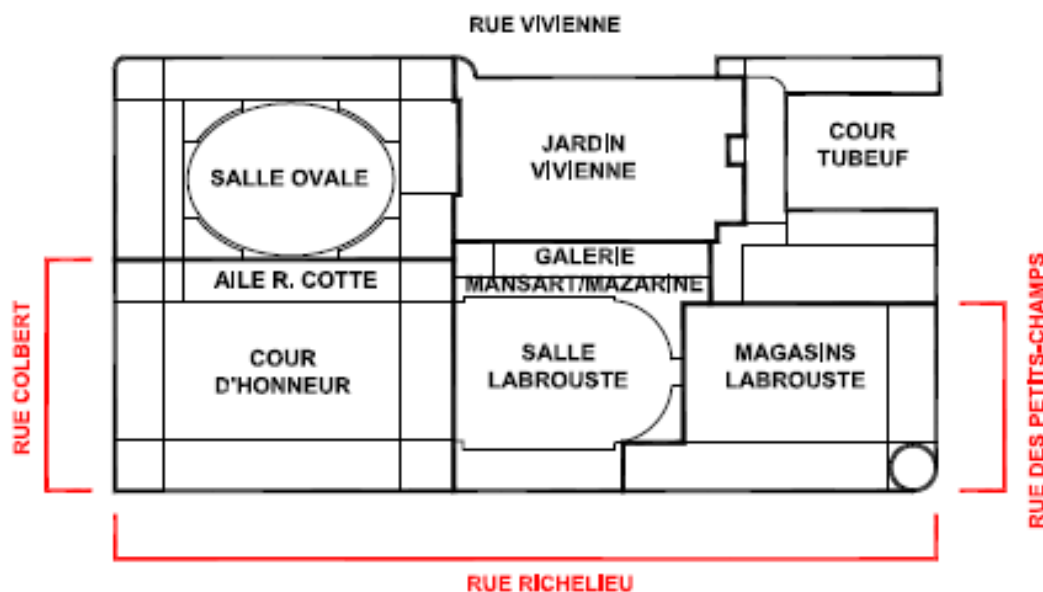 RUE VIVIENNE
SALLE OVALE
JARDIN
VIVIENNE
COUR
TUBEUF
AILE R. COTTE
GALERIE
MANSART/MAZARINE
COUR
D'HONNEUR
SALLE
LABROUSTE
MAGASINS
LABROUSTE
RUE COLBERT
RUE DES PETITS-CHAMPS
RUE RICHELIEU